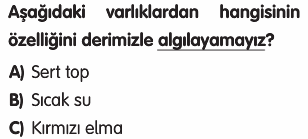 Aşağıdaki varlıklardan hangisinin
özelliğini derimizle algılayamayız?
A) Sert top
B) Sıcak su
C) Kırmızı elma